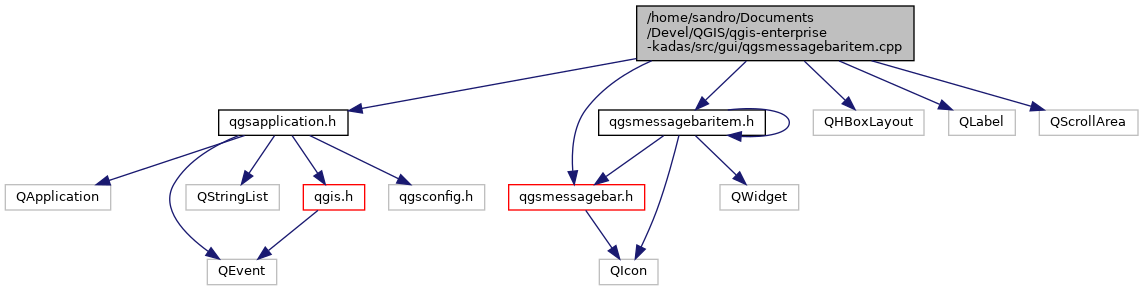 /home/sandro/Documents
/Devel/QGIS/qgis-enterprise
-kadas/src/gui/qgsmessagebaritem.cpp
qgsapplication.h
qgsmessagebaritem.h
QHBoxLayout
QLabel
QScrollArea
QApplication
QStringList
qgis.h
qgsconfig.h
qgsmessagebar.h
QWidget
QEvent
QIcon